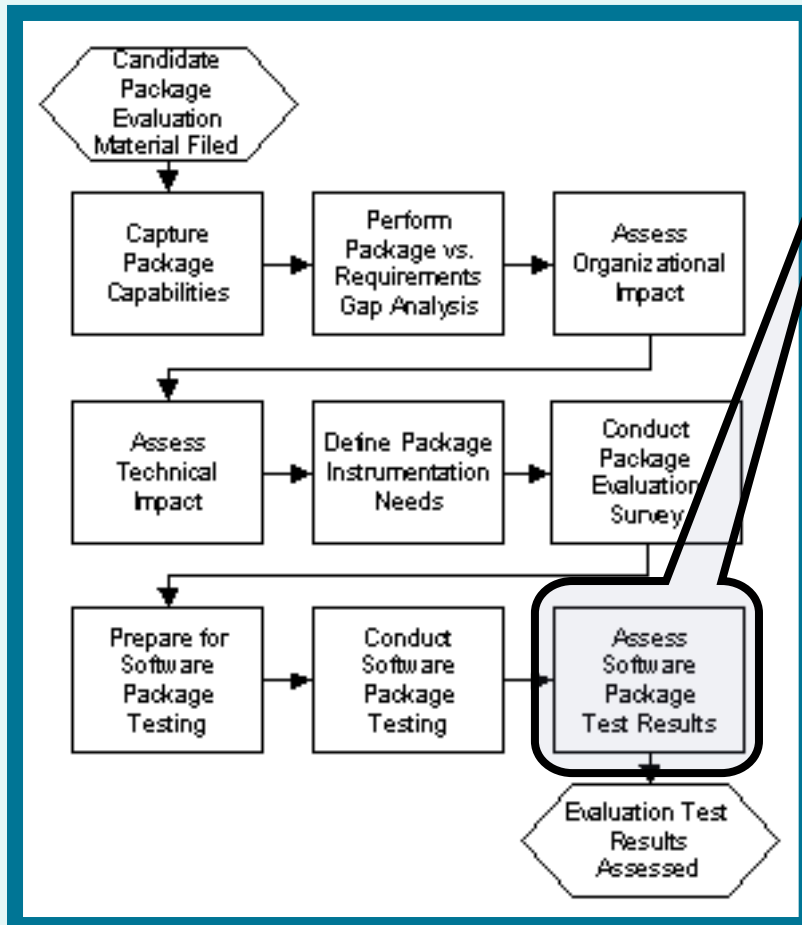 Candidate
Package
Evaluation
Material Filed
Capture
Package
Capabilities
Perform
Package vs.
Requirements
Gap Analysis
Assess
Organizational
Impact
Assess
Technical
Impact
Define Package
Instrumentation
Needs
Conduct
Package
Evaluation
Survey
Prepare for
Software
Package
Testing
Conduct
Software
Package
Testing
Assess
Software
Package
Test Results
Evaluation Test
Results
Assessed